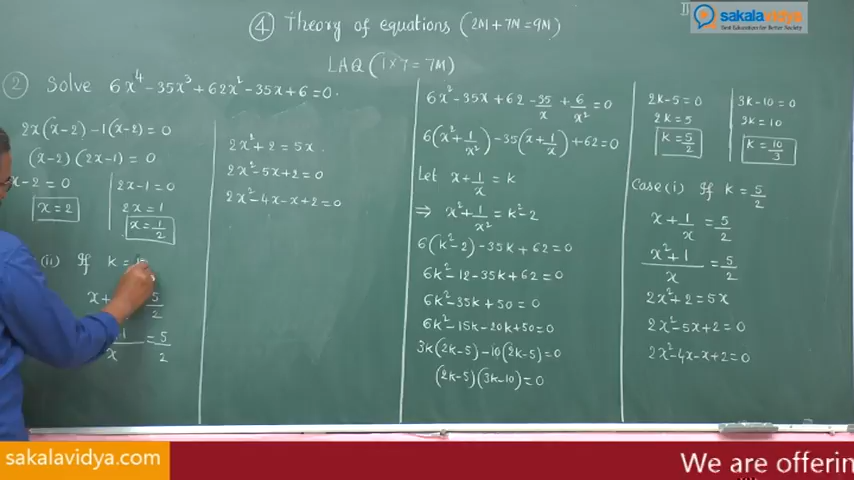 ④ Theory of equations (2M+7M=9M)
LAQ (1×7=7M)
sakalavidya
Best Education for Better Society
② Solve 6x⁴-35x³+62x²-35x+6=0.
2x(x-2)-1(x-2)=0
(x-2)(2x-1)=0
x-2=0
x=2
2x-1=0
2x=1
x=1/2
(ii) If k=
x+ 5/2
1/x =5/2
2x²+2=5x.
2x²-5x+2=0
2x²-4x-x+2=0
6x²-35x+62-35/x+6/x²=0
6(x²+1/x²)-35(x+1/x)+62=0
Let x+1/x=k
⇒ x²+1/x²=k²-2
6(k²-2)-35k+62=0
6k²-12-35k+62=0
6k²-35k+50=0
6k²-15k-20k+50=0
3k(2k-5)-10(2k-5)=0
(2k-5)(3k-10)=0
2k-5=0
2k=5
k=5/2
3k-10=0
3k=10
k=10/3
Case(i) If k=5/2
x+1/x=5/2
x²+1/x=5/2
2x²+2=5x
2x²-5x+2=0
2x²-4x-x+2=0
sakalavidya.com
We are offerin